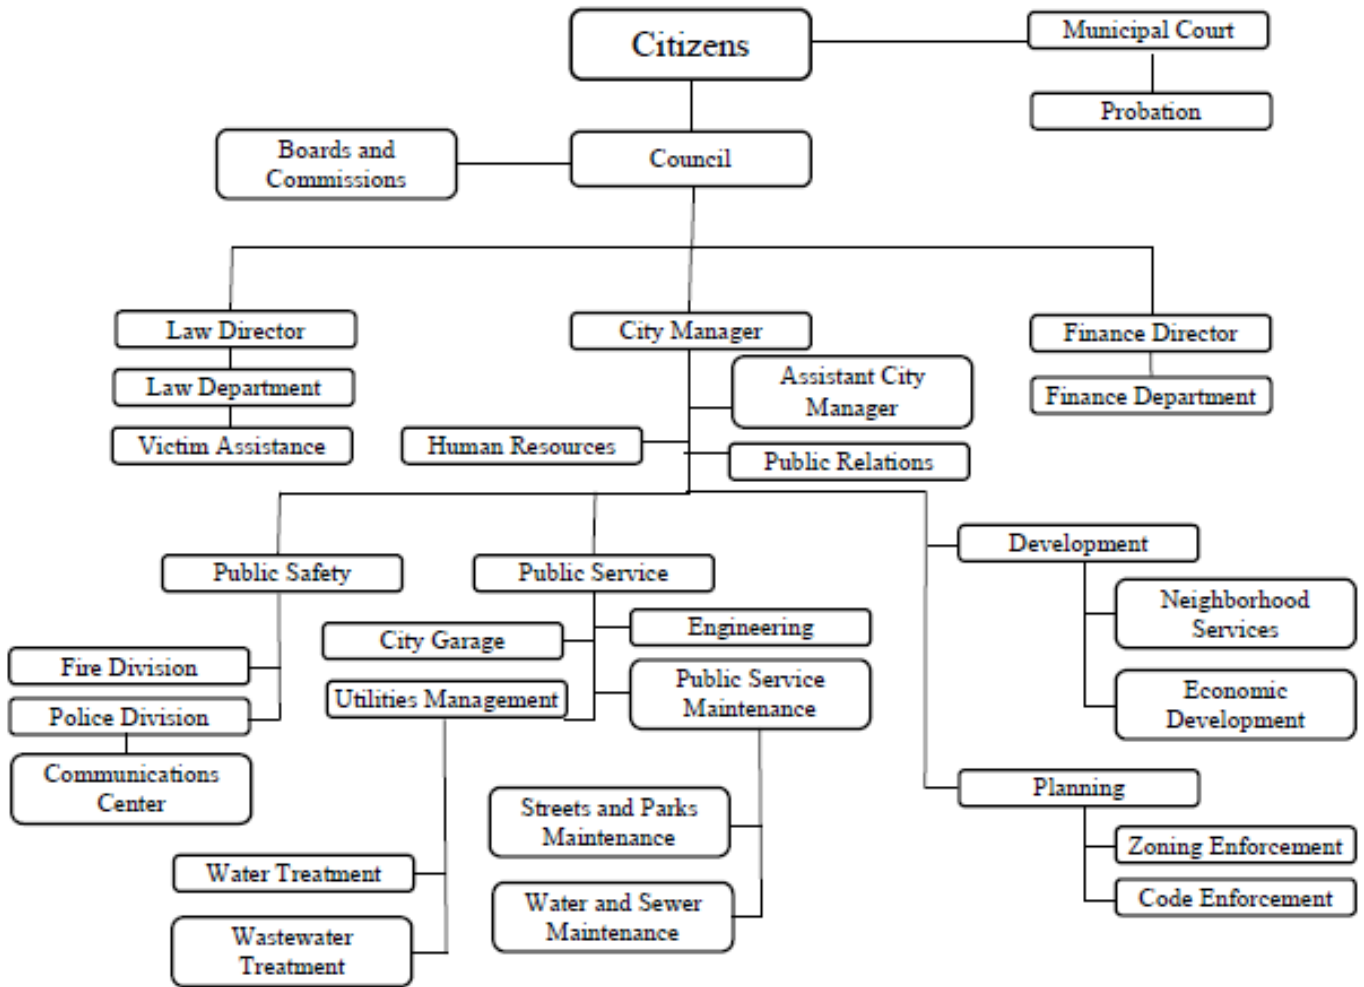 Citizens
Municipal Court
Probation
Boards and
Commissions
Council
Law Director
City Manager
Finance Director
Law Department
Assistant City
Manager
Finance Department
Victim Assistance
Human Resources
Public Relations
Public Safety
Public Service
Development
Neighborhood
Services
City Garage
Engineering
Fire Division
Utilities Management
Public Service
Maintenance
Economic
Development
Police Division
Communications
Center
Planning
Streets and Parks
Maintenance
Zoning Enforcement
Water Treatment
Code Enforcement
Water and Sewer
Maintenance
Wastewater
Treatment